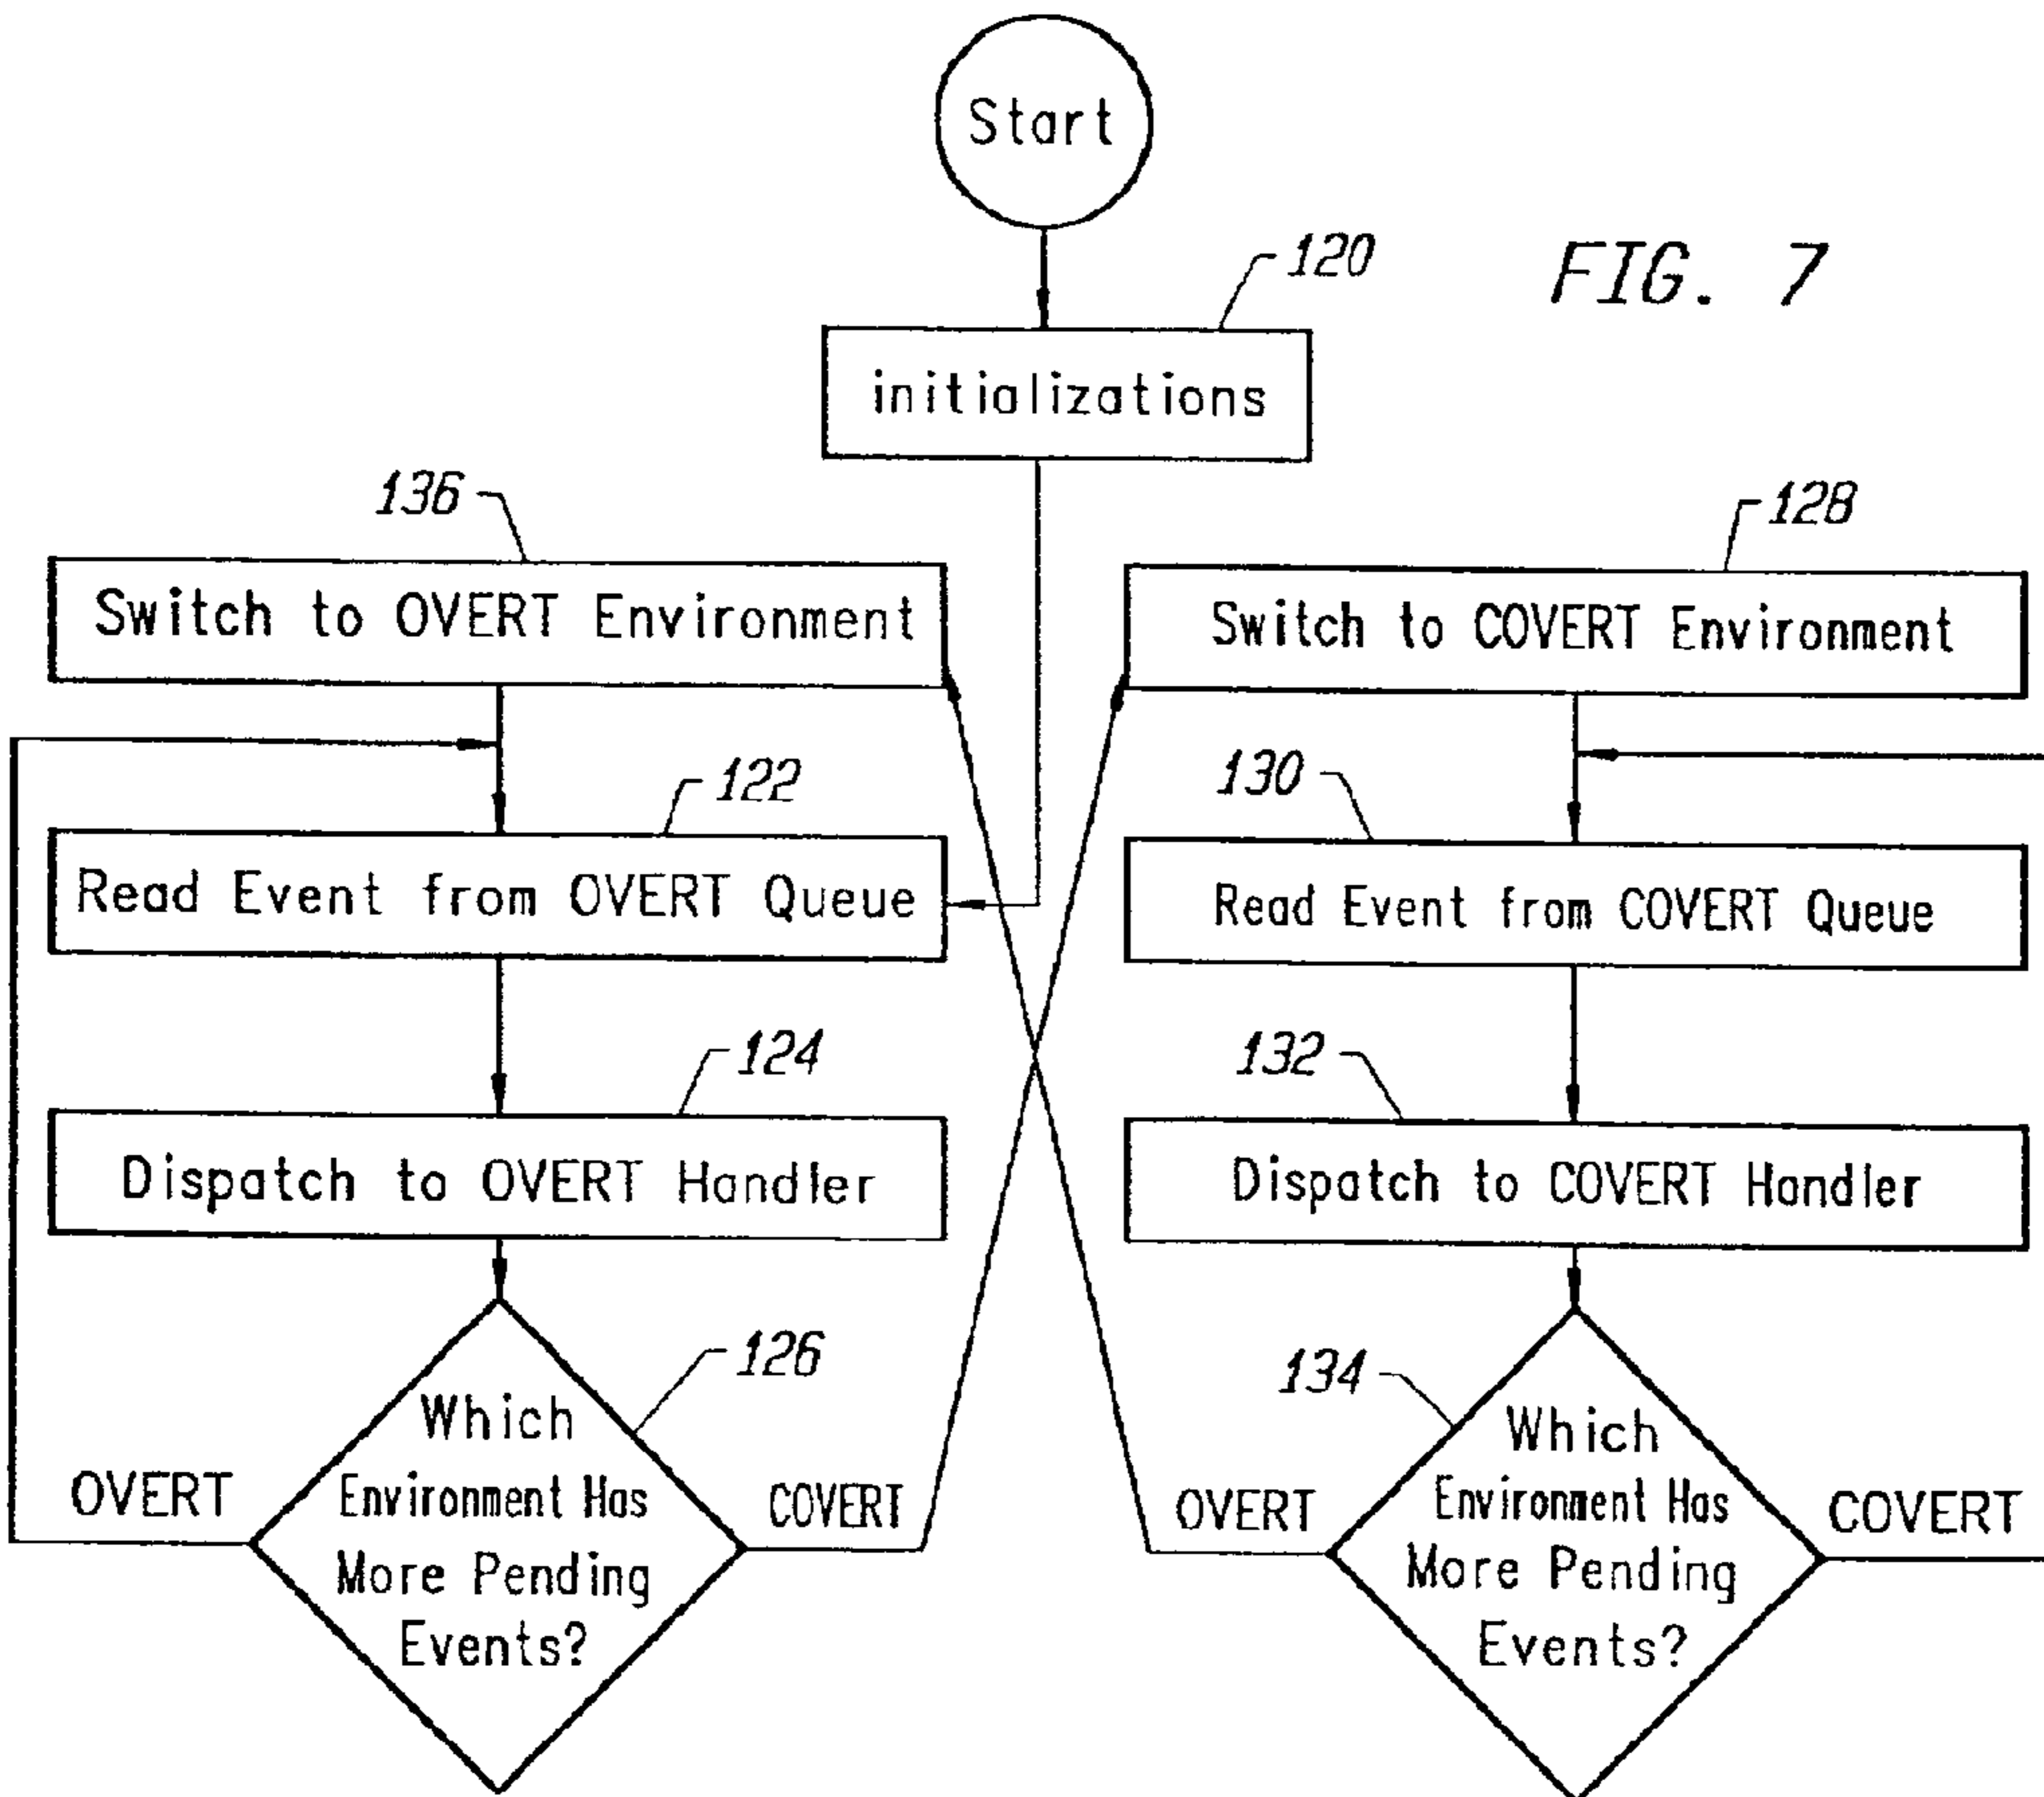 Start
120
FIG. 7
initializations
136
128
Switch to OVERT Environment
Switch to COVERT Environment
122
130
Read Event from OVERT Queue
Read Event from COVERT Queue
124
132
Dispatch to OVERT Handler
Dispatch to COVERT Handler
126
134
Which
Environment Has
More Pending
Events?
OVERT
COVERT
Which
Environment Has
More Pending
Events?
OVERT
COVERT